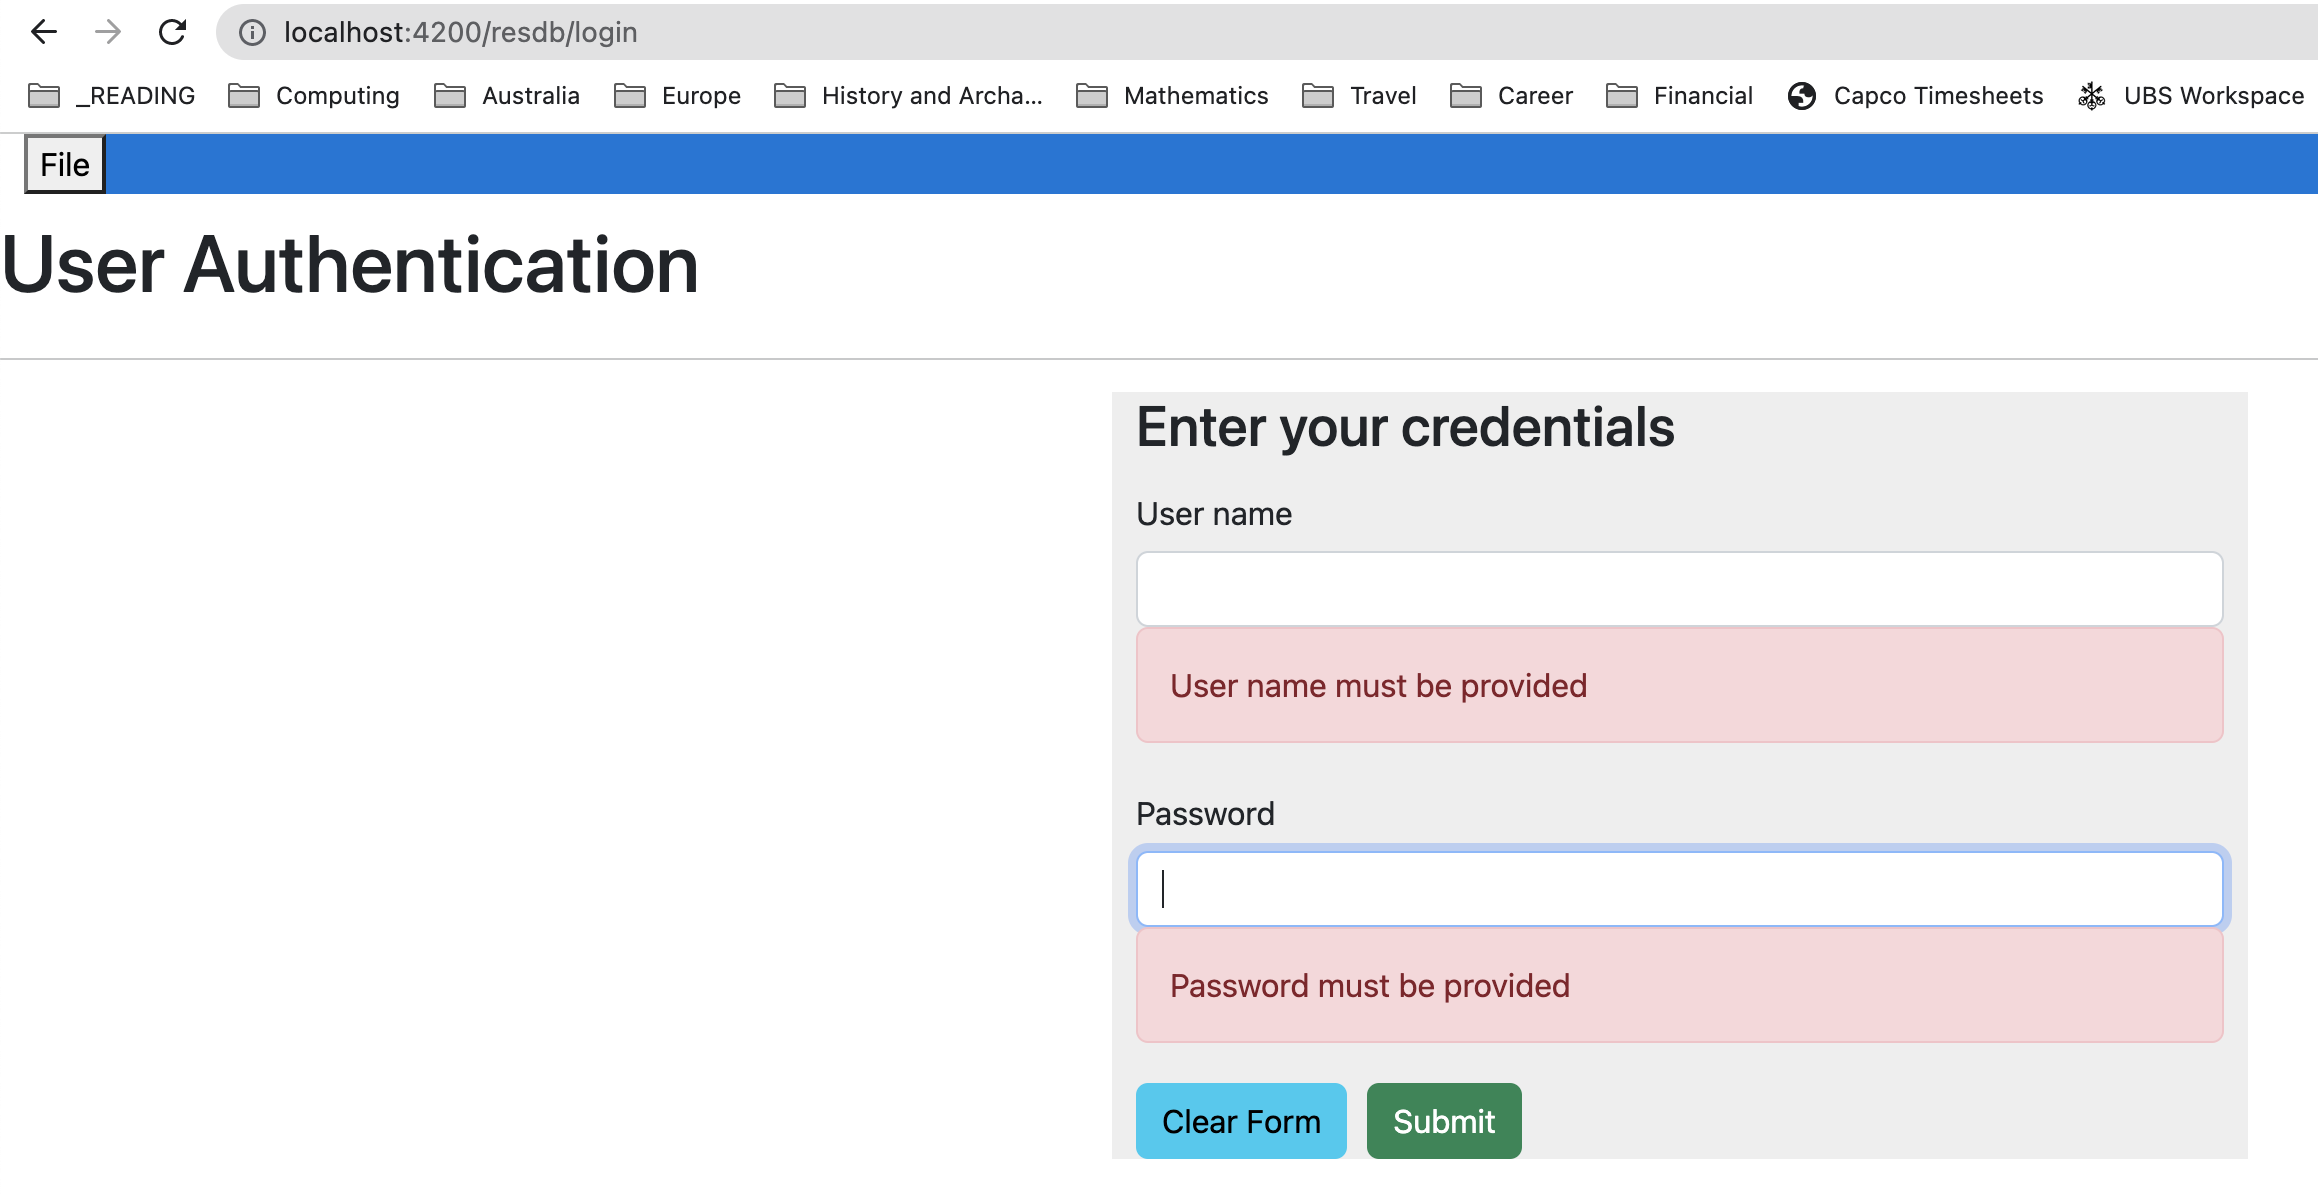 localhost:4200/resdb/login
_READING Computing Australia Europe History and Archa... Mathematics Travel Career Financial Capco Timesheets UBS Workspace
File
User Authentication
Enter your credentials
User name
User name must be provided
Password
Password must be provided
Clear Form Submit